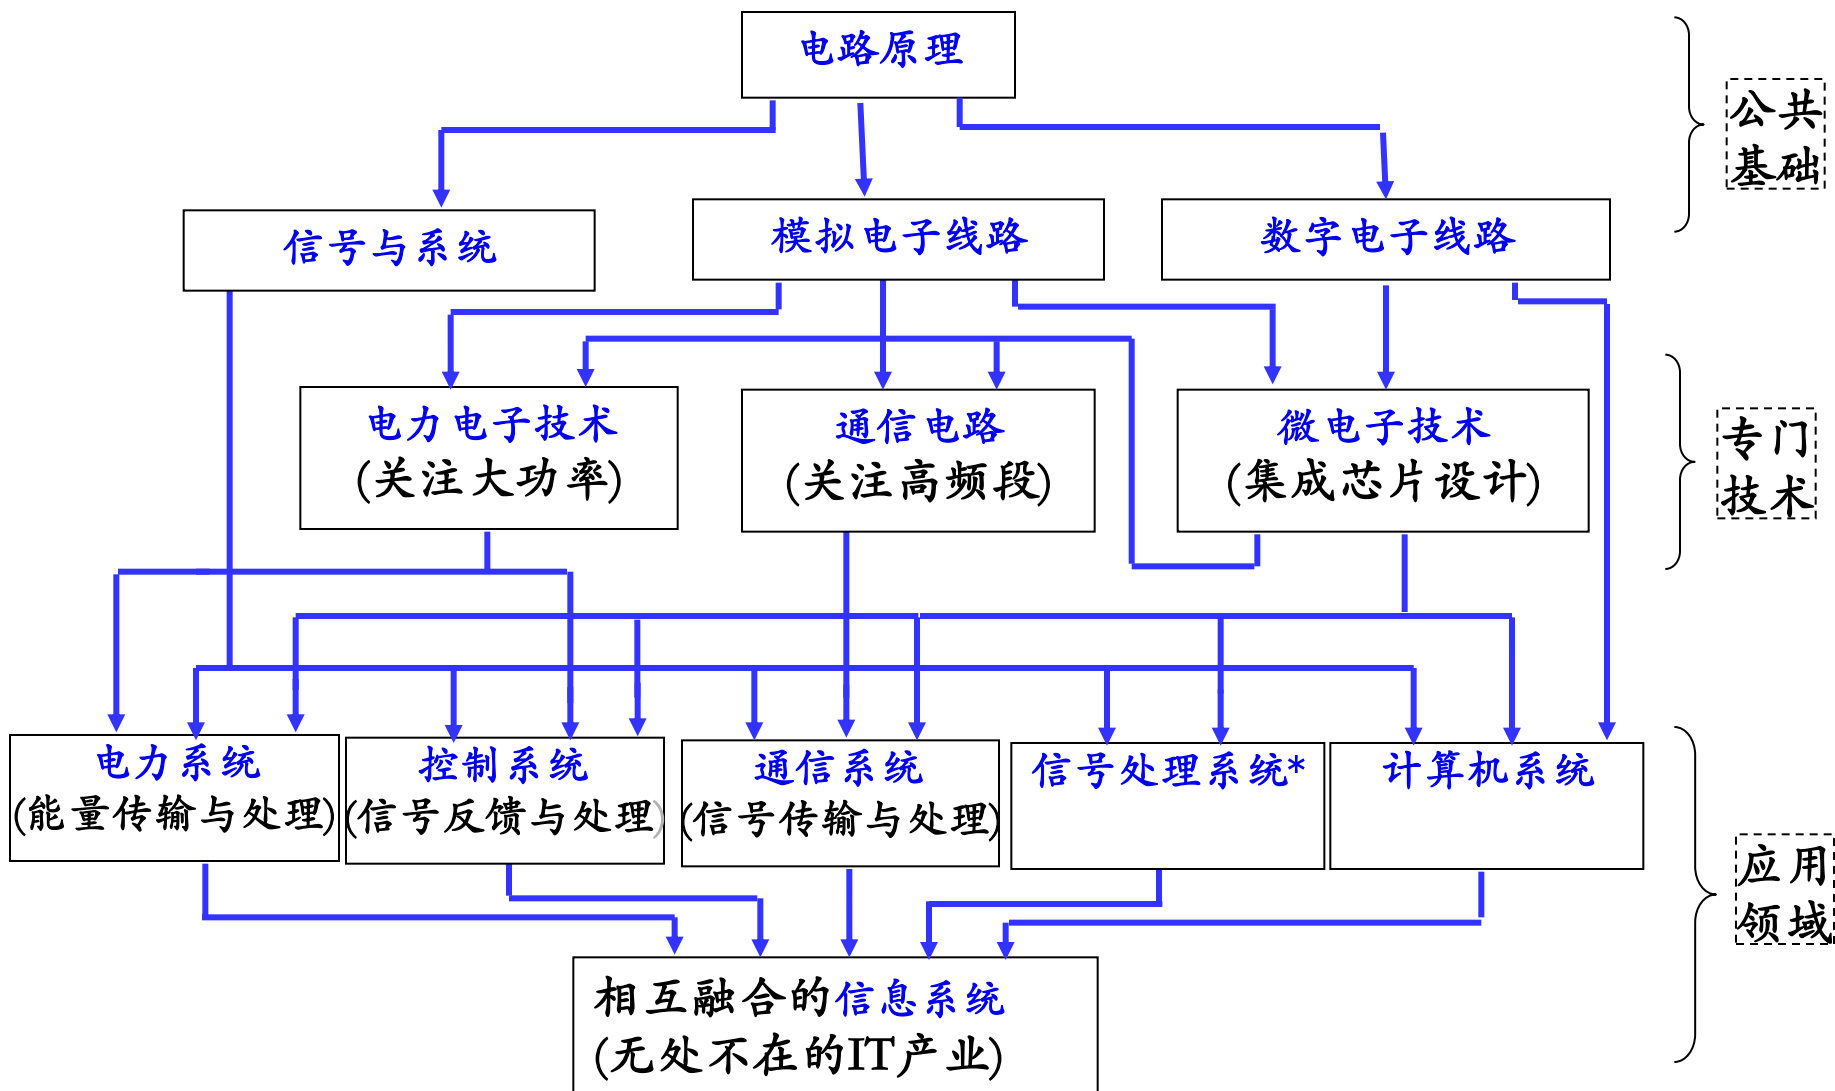 电路原理
公共
基础
信号与系统
模拟电子线路
数字电子线路
电力电子技术
(关注大功率)
通信电路
(关注高频段)
微电子技术
(集成芯片设计)
专门
技术
电力系统
(能量传输与处理)
控制系统
(信号反馈与处理)
通信系统
(信号传输与处理)
信号处理系统*
计算机系统
应用
领域
相互融合的信息系统
(无处不在的IT产业)